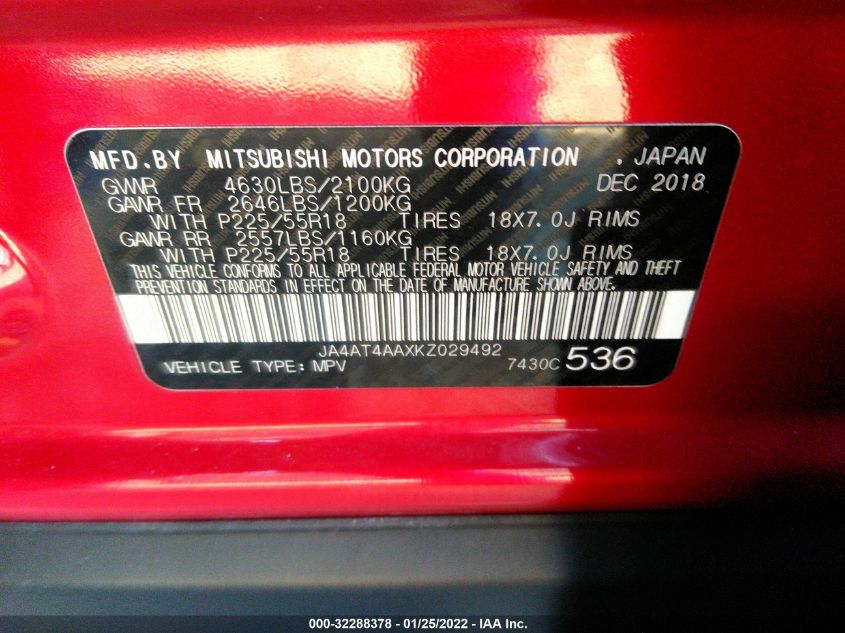 MFD.BY MITSUBISHI MOTORS CORPORATION . JAPAN
GVWR 4630LBS/2100KG DEC 2018
GAWR FR 2646LBS/1200KG
WITH P225/55R18 TIRES 18X7.0J RIMS
GAWR RR 2557LBS/1160KG
WITH P225/55R18 TIRES 18X7.0J RIMS
THIS VEHICLE CONFORMS TO ALL APPLICABLE FEDERAL MOTOR VEHICLE SAFETY AND THEFT
PREVENTION STANDARDS IN EFFECT ON THE DATE OF MANUFACTURE SHOWN ABOVE.
JA4AT4AAXKZ029492
VEHICLE TYPE: MPV 7430C 536
000-32288378 - 01/25/2022 - IAA Inc.